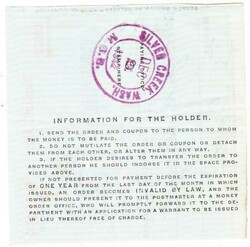 SILVER CREEK
WASH.
M.O.B.
INFORMATION FOR THE HOLDER.
1. SEND THE ORDER AND COUPON TO THE PERSON TO WHOM
THE MONEY IS TO BE PAID.
2. DO NOT MUTILATE THE ORDER OR COUPON OR DETACH
THEM FROM EACH OTHER, OR ALTER THEM IN ANY WAY.
3. IF THE HOLDER DESIRES TO TRANSFER THE ORDER TO
ANOTHER PERSON HE SHOULD INDORSE IT IN THE SPACE PRO-
VIDED ABOVE.
IF NOT PRESENTED FOR PAYMENT BEFORE THE EXPIRATION
OF ONE YEAR FROM THE LAST DAY OF THE MONTH IN WHICH
ISSUED, AN ORDER BECOMES INVALID BY LAW, AND THE
OWNER SHOULD PRESENT IT TO THE POSTMASTER AT A MONEY
ORDER OFFICE, WHO WILL PROMPTLY FORWARD IT TO THE DE-
PARTMENT WITH AN APPLICATION FOR A WARRANT TO BE ISSUED
IN LIEU THEREOF FREE OF CHARGE.